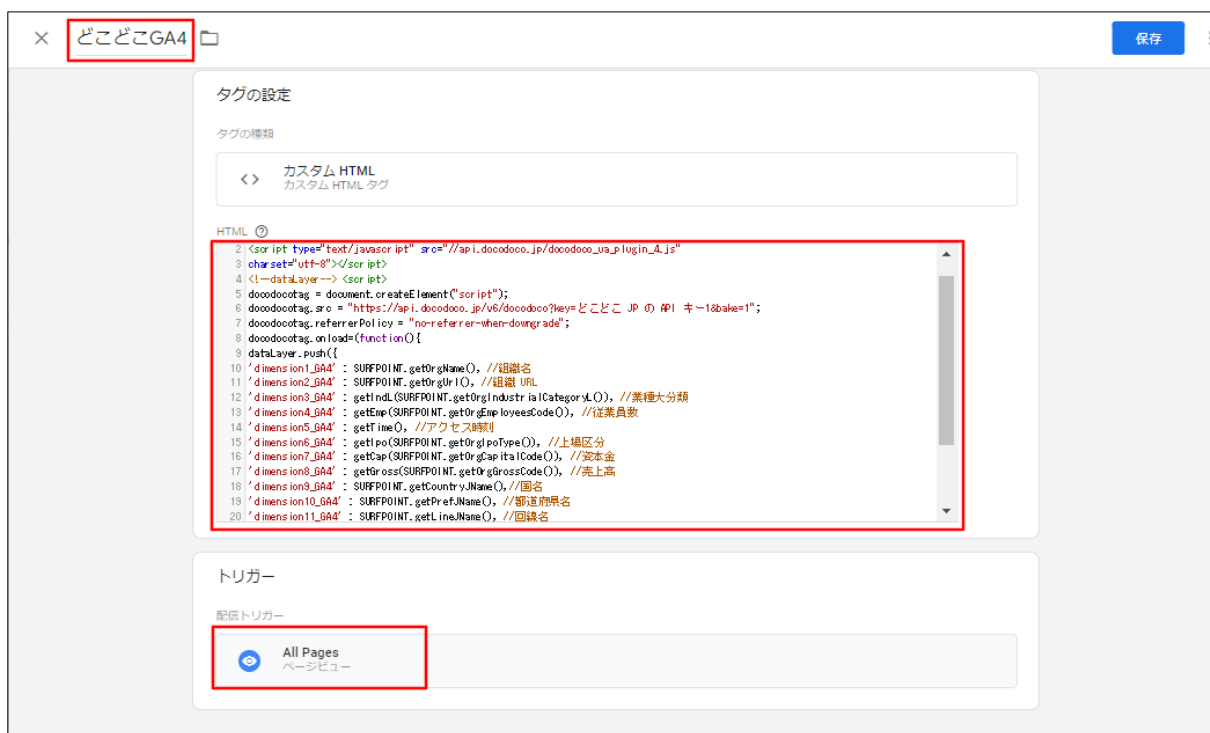 どこどこGA4
保存
タグの設定
タグの種類
カスタム HTML
カスタム HTML タグ
HTML
2 <script type="text/javascript" src="//api.docodoco.jp/docodoco_ua_plugin_4.js"
3 charset="utf-8"></script>
4 <!—dataLayer--> <script>
5 docodocotag = document.createElement("script");
6 docodocotag.src = "https://api.docodoco.jp/v6/docodoco?key=どこどこ JP の API キー1&bake=1";
7 docodocotag.referrerPolicy = "no-referrer-when-downgrade";
8 docodocotag.onload=(function(){
9 dataLayer.push({
10 'dimension1_GA4' : SURFPOINT.getOrgName(), //組織名
11 'dimension2_GA4' : SURFPOINT.getOrgUrl(), //組織 URL
12 'dimension3_GA4' : getIndL(SURFPOINT.getOrgIndustrialCategoryL()), //業種大分類
13 'dimension4_GA4' : getEmp(SURFPOINT.getOrgEmployeesCode()), //従業員数
14 'dimension5_GA4' : getTime(), //アクセス時刻
15 'dimension6_GA4' : getIpo(SURFPOINT.getOrgIpoType()), //上場区分
16 'dimension7_GA4' : getCap(SURFPOINT.getOrgCapitalCode()), //資本金
17 'dimension8_GA4' : getGross(SURFPOINT.getOrgGrossCode()), //売上高
18 'dimension9_GA4' : SURFPOINT.getCountryJName(),//国名
19 'dimension10_GA4' : SURFPOINT.getPrefJName(), //都道府県名
20 'dimension11_GA4' : SURFPOINT.getLineJName(), //回線名
トリガー
配信トリガー
All Pages
ページビュー